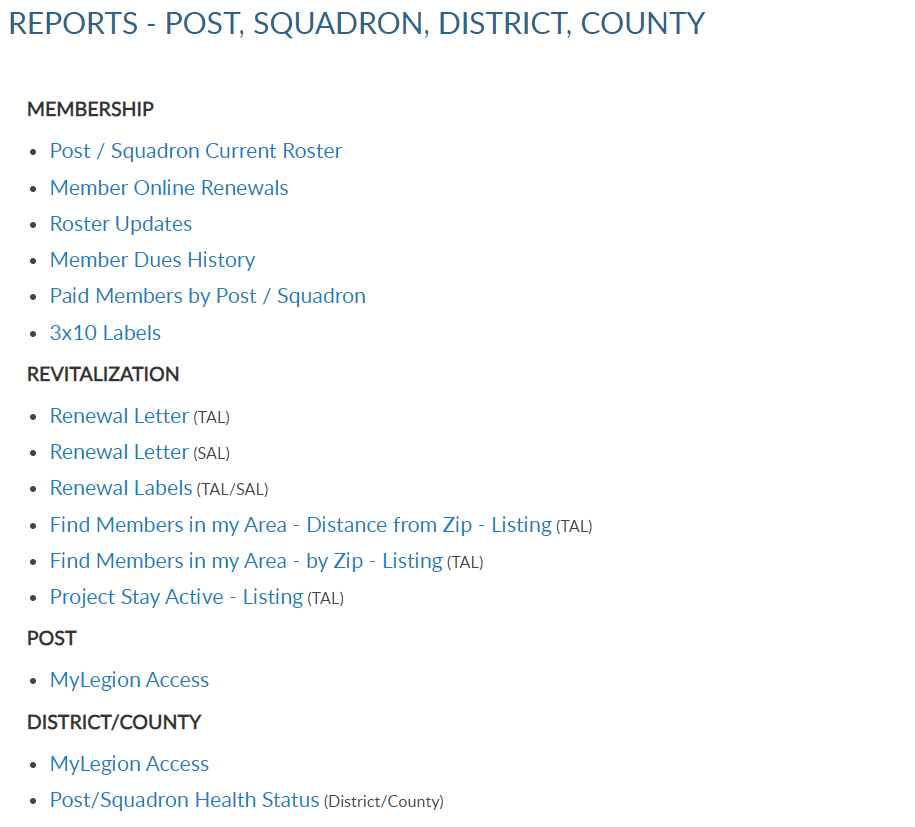 REPORTS - POST, SQUADRON, DISTRICT, COUNTY
MEMBERSHIP
• Post / Squadron Current Roster
• Member Online Renewals
• Roster Updates
• Member Dues History
• Paid Members by Post / Squadron
• 3x10 Labels
REVITALIZATION
• Renewal Letter (TAL)
• Renewal Letter (SAL)
• Renewal Labels (TAL/SAL)
• Find Members in my Area - Distance from Zip - Listing (TAL)
• Find Members in my Area - by Zip - Listing (TAL)
• Project Stay Active - Listing (TAL)
POST
• MyLegion Access
DISTRICT/COUNTY
• MyLegion Access
• Post/Squadron Health Status (District/County)